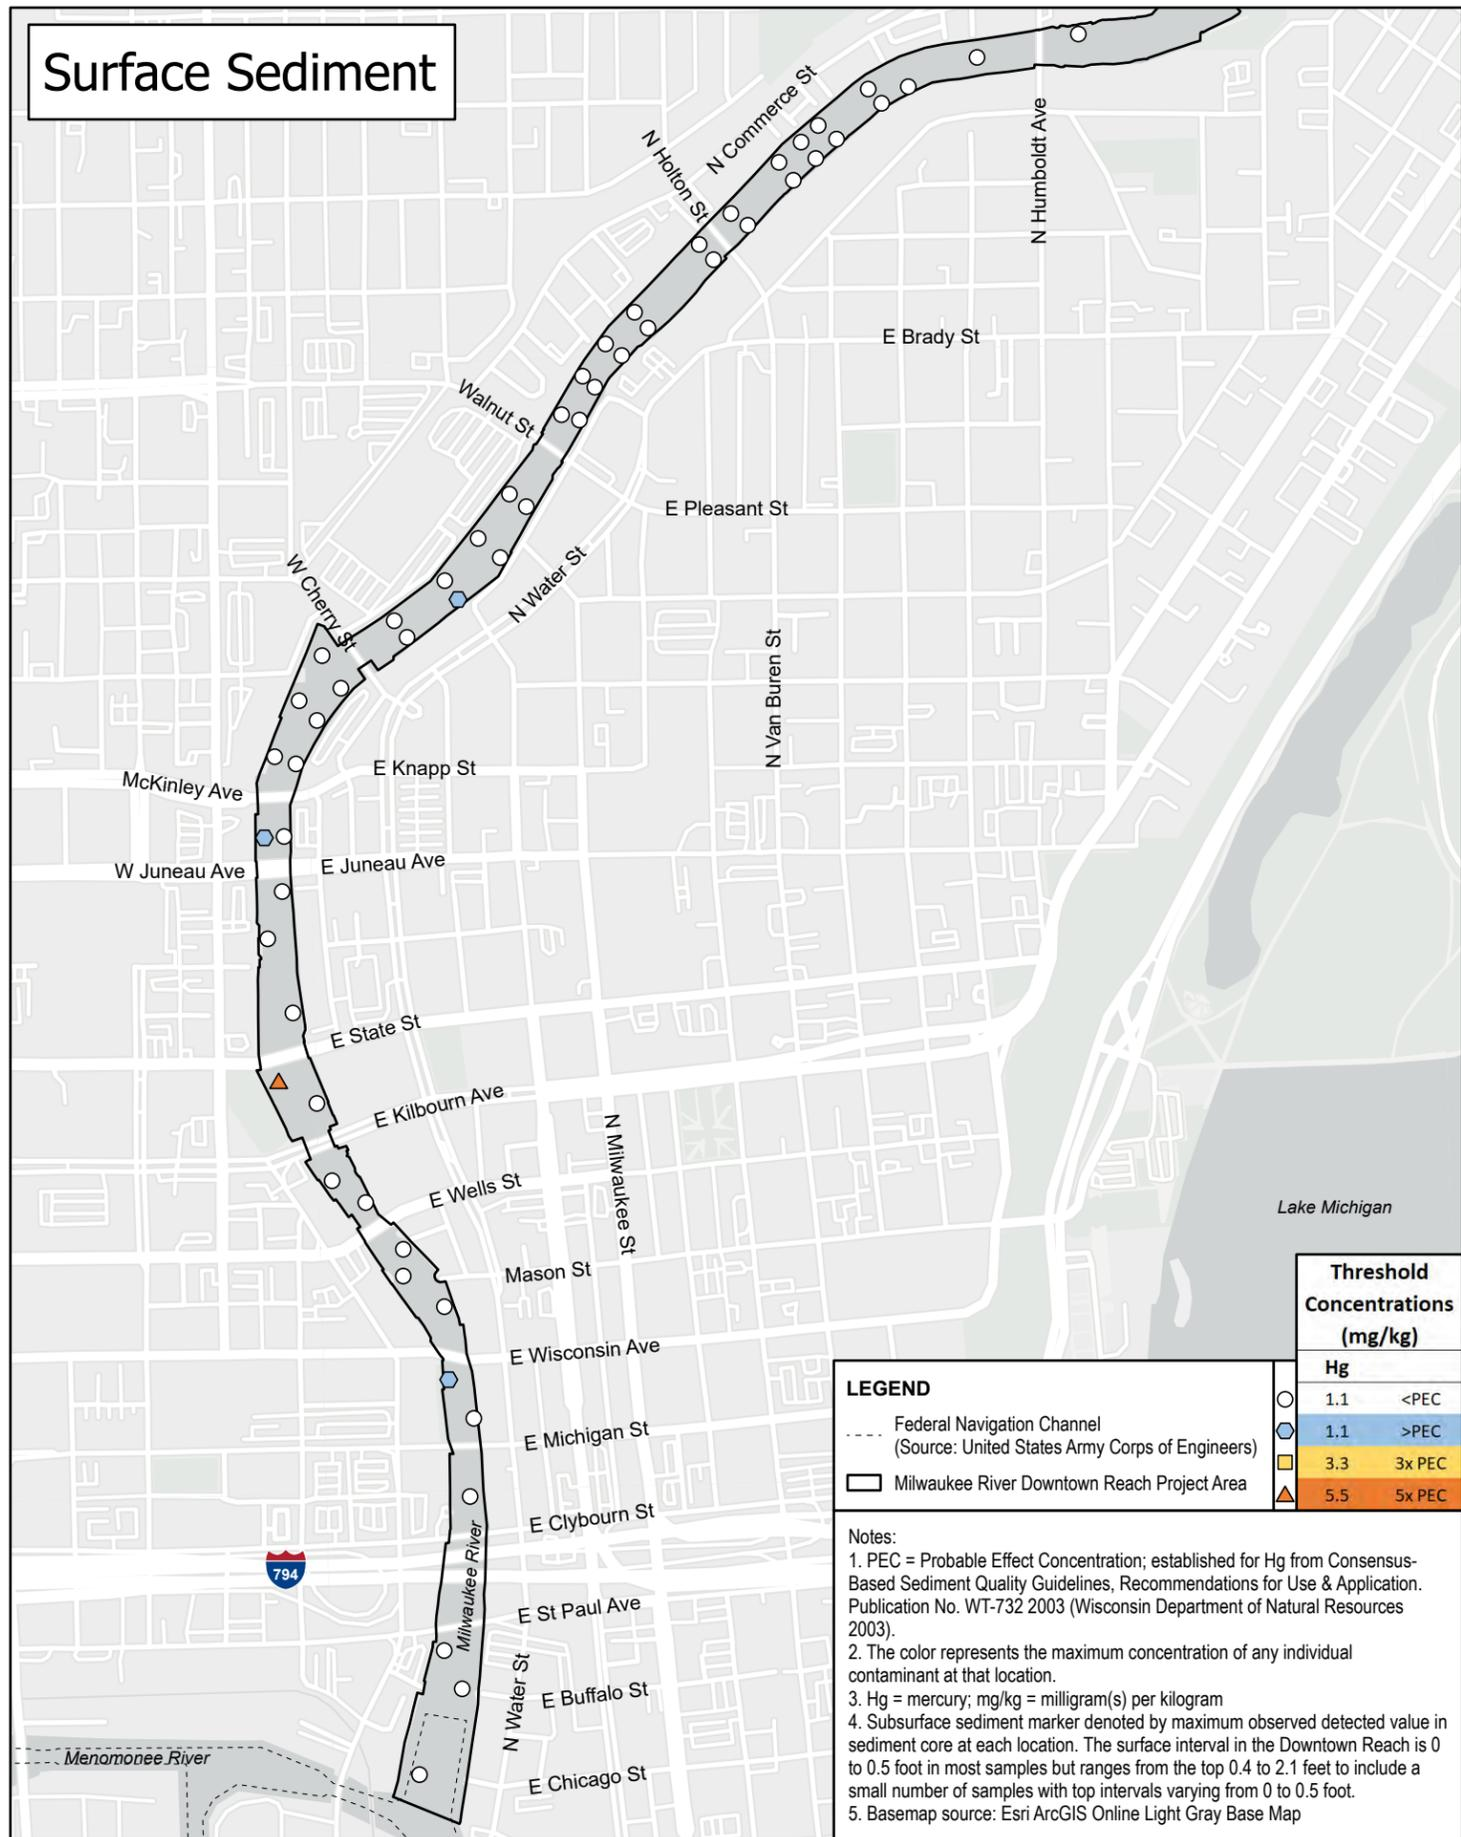 Surface Sediment
N Commerce St
N Holton St
N Humboldt Ave
E Brady St
Walnut St
E Pleasant St
N Water St
W Cherry St
N Van Buren St
E Knapp St
McKinley Ave
W Juneau Ave
E Juneau Ave
E State St
E Kilbourn Ave
N Milwaukee St
E Wells St
Lake Michigan
Mason St
E Wisconsin Ave
E Michigan St
E Clybourn St
794
Milwaukee River
E St Paul Ave
N Water St
E Buffalo St
Menomonee River
E Chicago St
Threshold
Concentrations
(mg/kg)
Hg
1.1 <PEC
1.1 >PEC
3.3 3x PEC
5.5 5x PEC
LEGEND
Federal Navigation Channel
(Source: United States Army Corps of Engineers)
Milwaukee River Downtown Reach Project Area
Notes:
1. PEC = Probable Effect Concentration; established for Hg from Consensus-
Based Sediment Quality Guidelines, Recommendations for Use & Application.
Publication No. WT-732 2003 (Wisconsin Department of Natural Resources
2003).
2. The color represents the maximum concentration of any individual
contaminant at that location.
3. Hg = mercury; mg/kg = milligram(s) per kilogram
4. Subsurface sediment marker denoted by maximum observed detected value in
sediment core at each location. The surface interval in the Downtown Reach is 0
to 0.5 foot in most samples but ranges from the top 0.4 to 2.1 feet to include a
small number of samples with top intervals varying from 0 to 0.5 foot.
5. Basemap source: Esri ArcGIS Online Light Gray Base Map